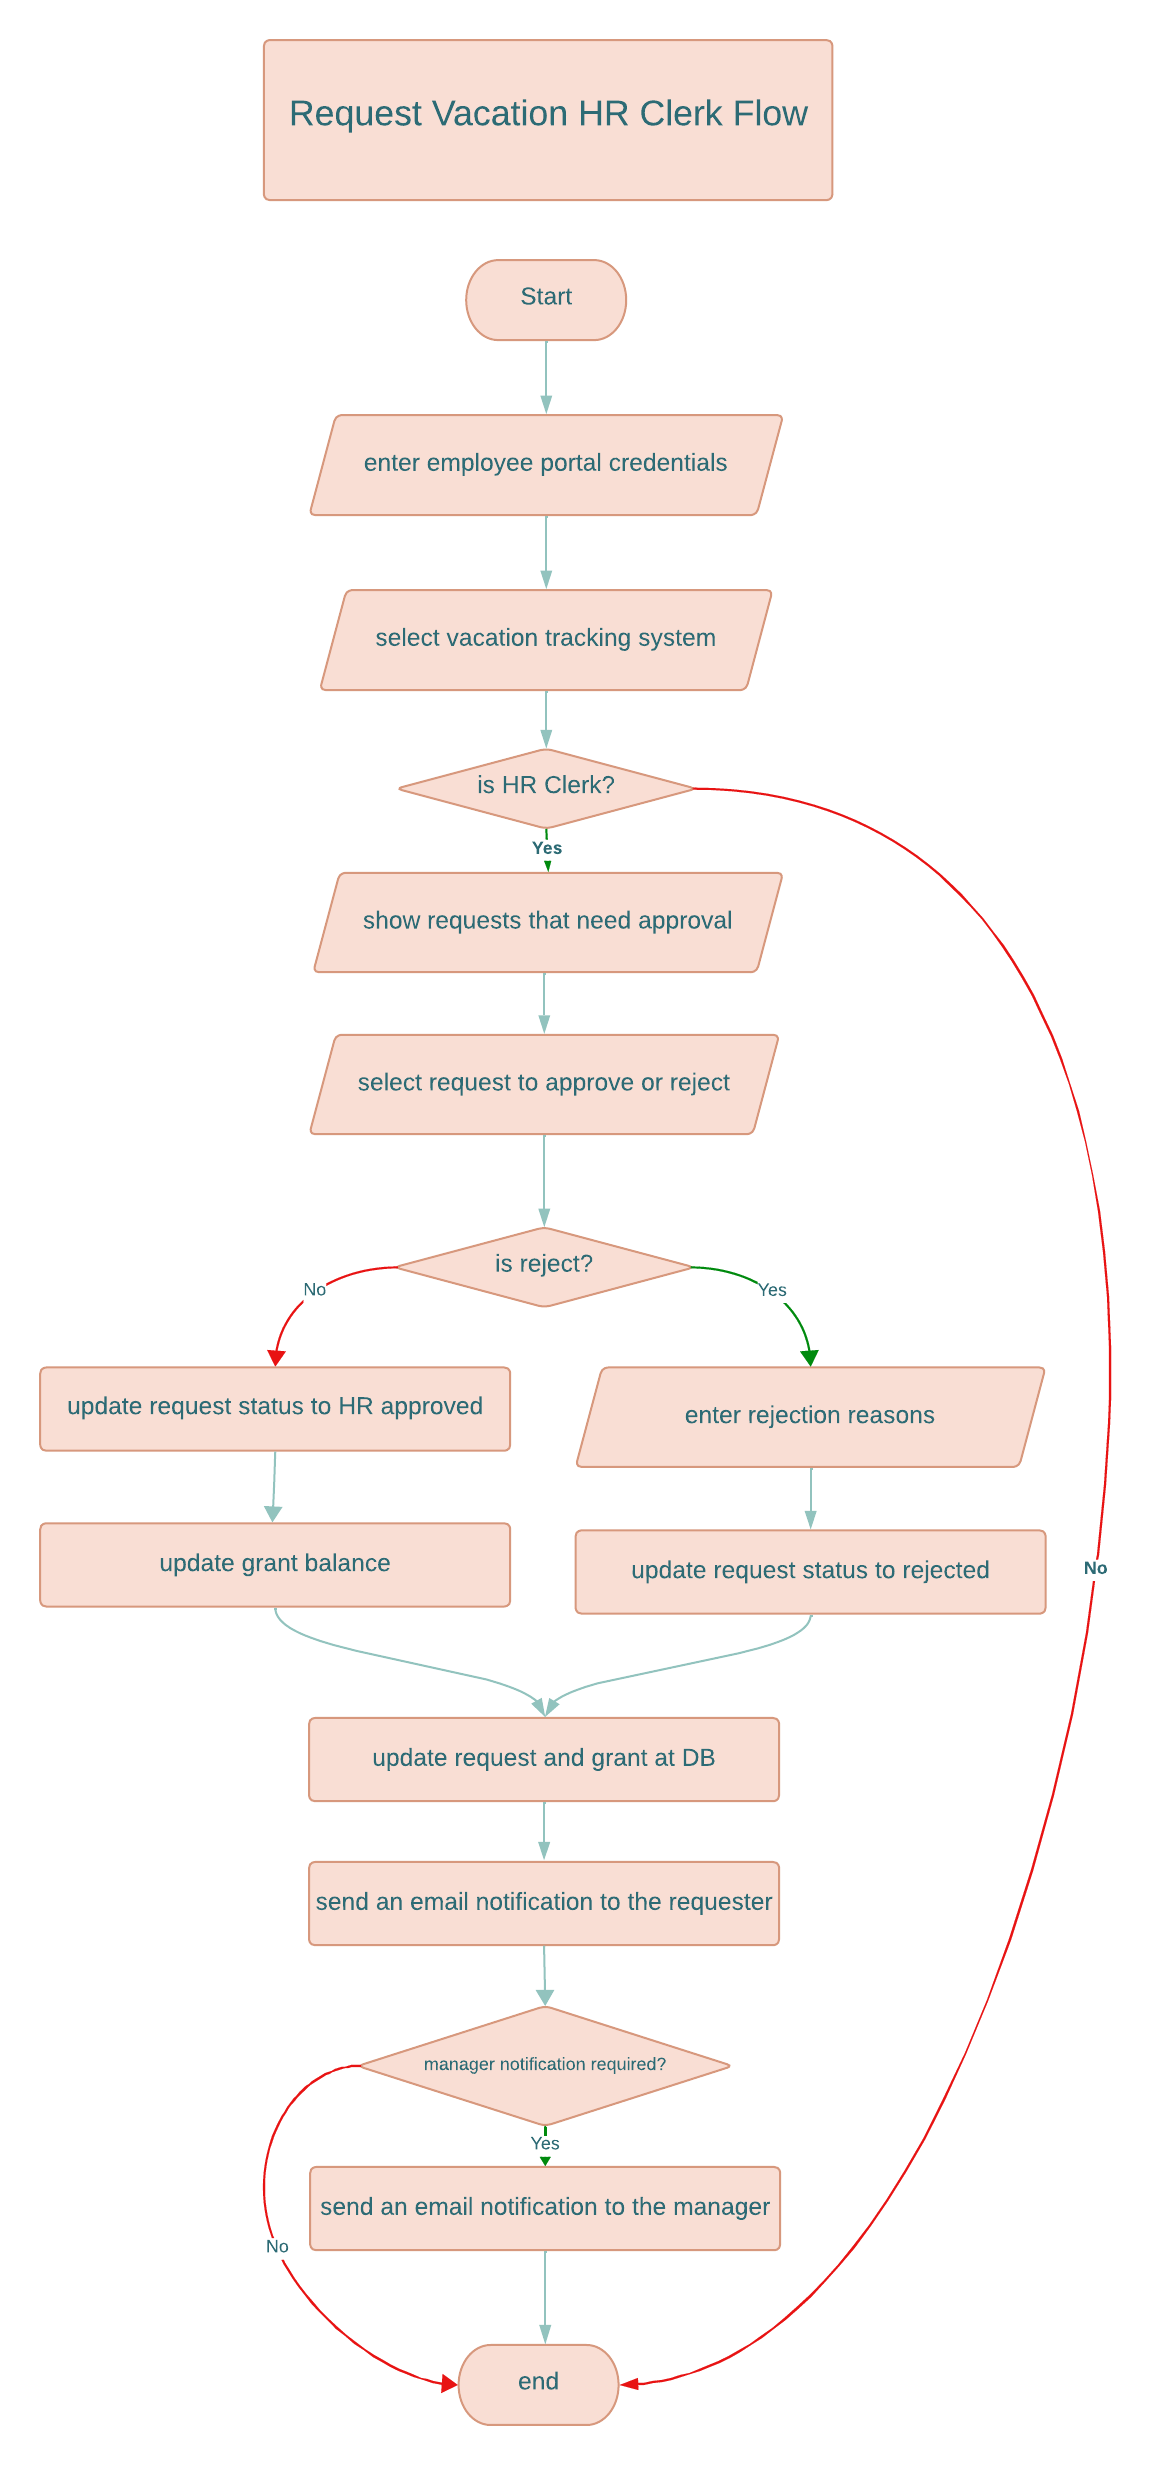 Request Vacation HR Clerk Flow
Start
enter employee portal credentials
select vacation tracking system
is HR Clerk?
Yes
show requests that need approval
select request to approve or reject
is reject?
No
Yes
update request status to HR approved
enter rejection reasons
update grant balance
update request status to rejected
No
update request and grant at DB
send an email notification to the requester
manager notification required?
Yes
send an email notification to the manager
No
end